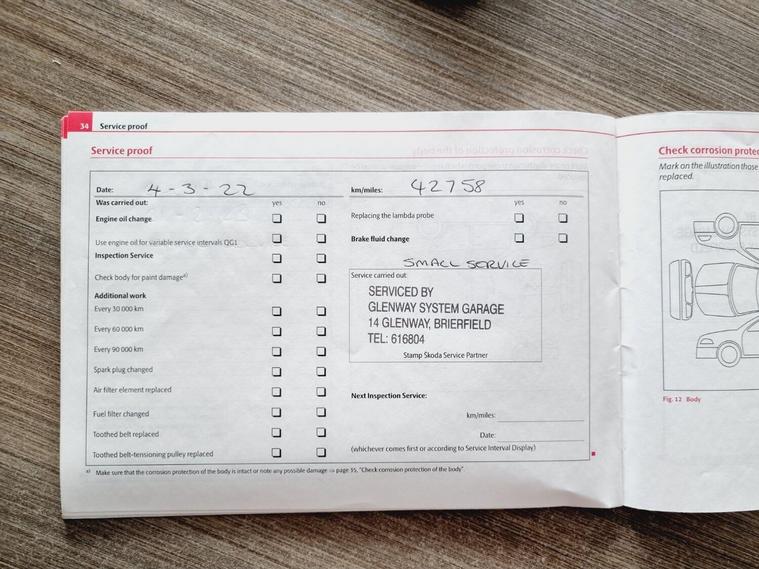 34 Service proof
Service proof
Date: 4-3-22
km/miles: 42758
Was carried out: yes no
yes no
Engine oil change
Replacing the lambda probe
Use engine oil for variable service intervals QG1
Brake fluid change
Inspection Service
SMALL SERVICE
Check body for paint damage a)
Service carried out:
SERVICED BY
GLENWAY SYSTEM GARAGE
14 GLENWAY, BRIERFIELD
TEL: 616804
Stamp Škoda Service Partner
Additional work
Every 30 000 km
Every 60 000 km
Every 90 000 km
Spark plug changed
Air filter element replaced
Next Inspection Service:
Fuel filter changed
km/miles:
Toothed belt replaced
Date:
Toothed belt-tensioning pulley replaced
(whichever comes first or according to Service Interval Display)
a) Make sure that the corrosion protection of the body is intact or note any possible damage ⇒ page 35, "Check corrosion protection of the body".
Check corrosion protec
Mark on the illustration those
replaced.
Fig. 12 Body